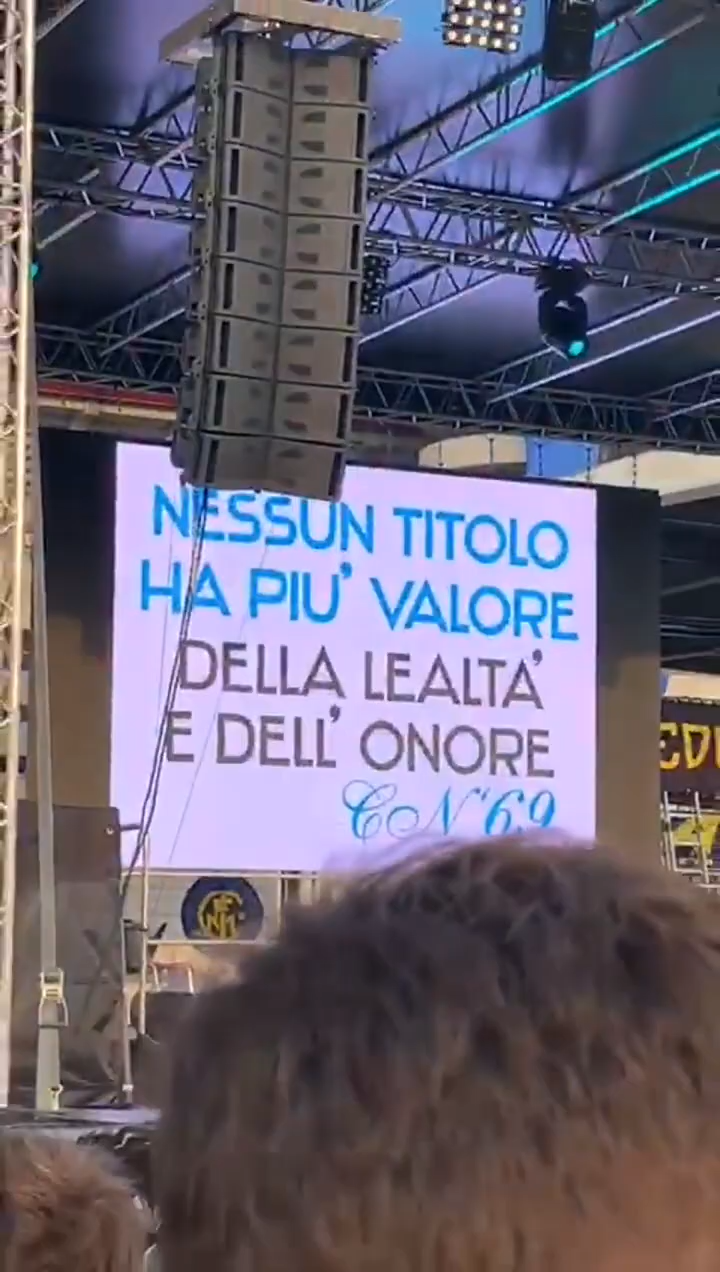 NESSUN TITOLO
HA PIU' VALORE
DELLA LEALTA'
E DELL' ONORE
CN'69